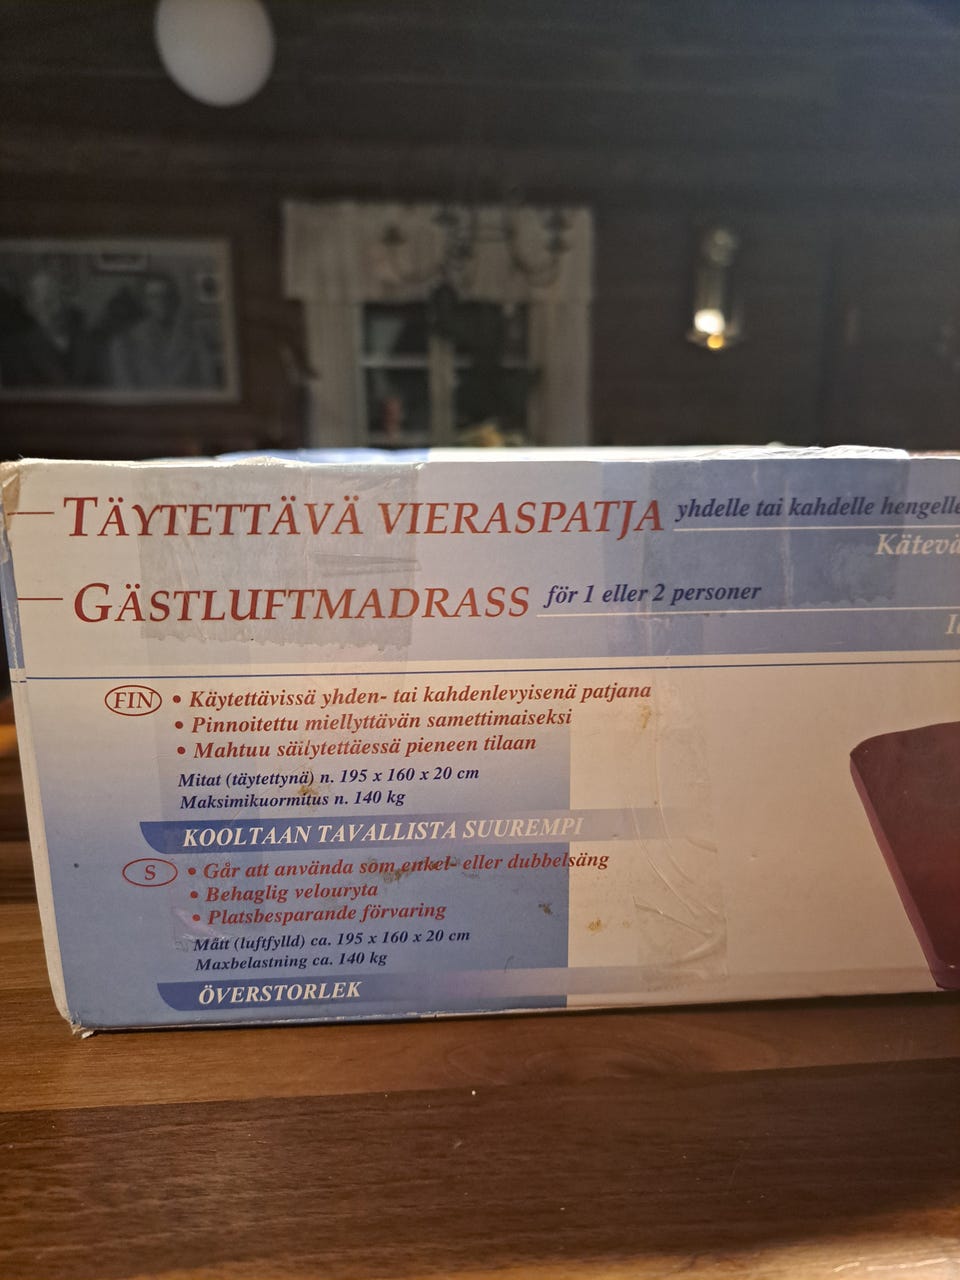 TÄYTETTÄVÄ VIERASPATJA yhdelle tai kahdelle hengelle
Kätevä
GÄSTLUFTMADRASS för 1 eller 2 personer
FIN • Käytettävissä yhden- tai kahdenlevyisenä patjana
• Pinnoitettu miellyttävän samettimaiseksi
• Mahtuu säilytettäessä pieneen tilaan
Mitat (täytettynä) n. 195 x 160 x 20 cm
Maksimikuormitus n. 140 kg
KOOLTAAN TAVALLISTA SUUREMPI
S • Går att använda som enkel- eller dubbelsäng
• Behaglig velouryta
• Platsbesparande förvaring
Mått (luftfylld) ca. 195 x 160 x 20 cm
Maxbelastning ca. 140 kg
ÖVERSTORLEK